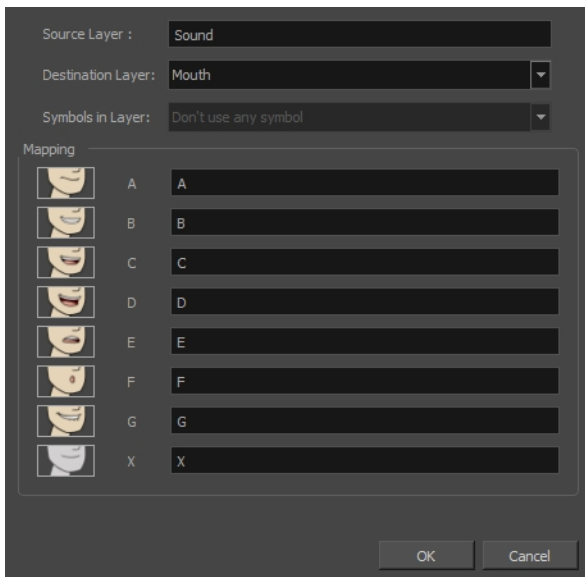 Source Layer : Sound
Destination Layer: Mouth
Symbols in Layer: Don't use any symbol
Mapping
A A
B B
C C
D D
E E
F F
G G
X X
OK Cancel